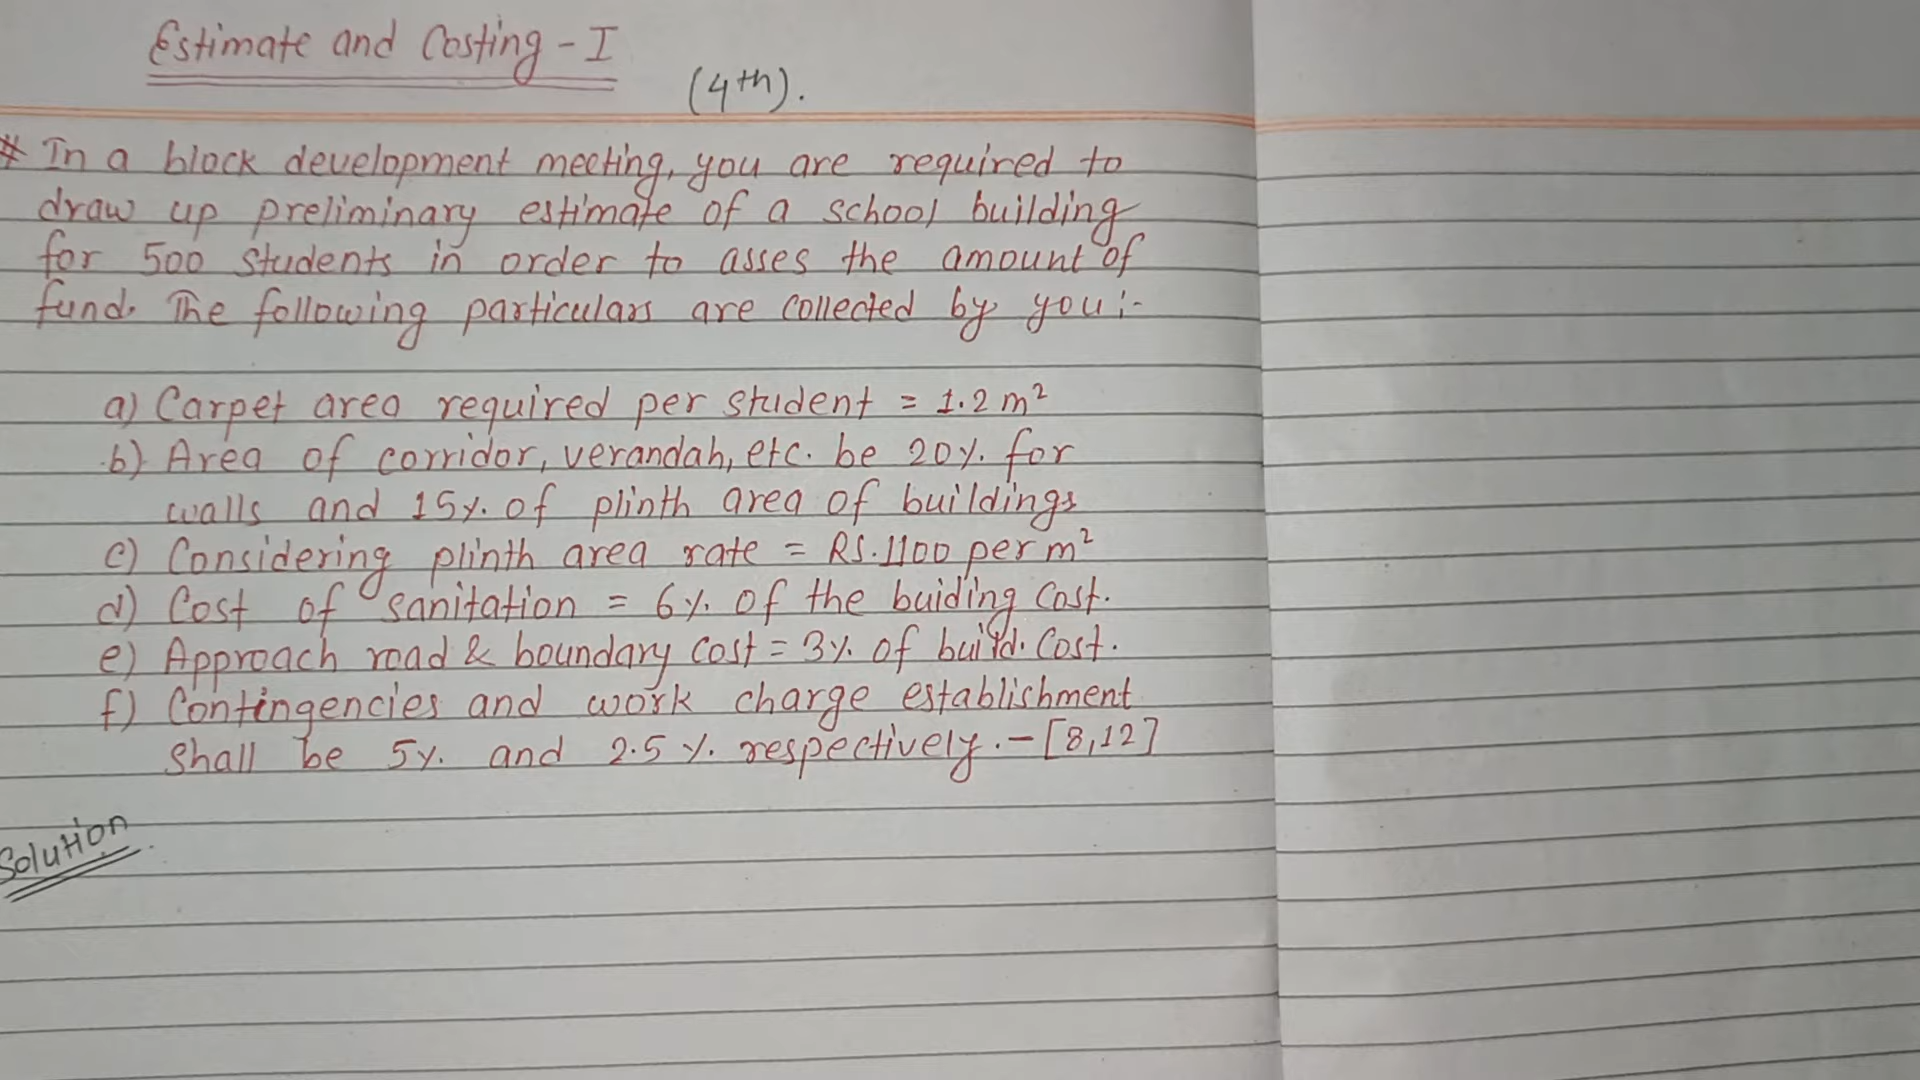 Estimate and Costing - I
(4th).
# In a block development meeting, you are required to
draw up preliminary estimate of a school building
for 500 students in order to asses the amount of
fund. The following particulars are collected by you :-
a) Carpet area required per student = 1.2 m²
b) Area of corridor, verandah, etc. be 20%. for
walls and 15%. of plinth area of buildings
c) Considering plinth area rate = RS. 1100 per m²
d) Cost of sanitation = 6%. of the buiding Cost.
e) Approach road & boundary cost = 3%. of build. Cost.
f) Contingencies and work charge establishment
shall be 5%. and 2.5%. respectively. - [8,12]
Solution